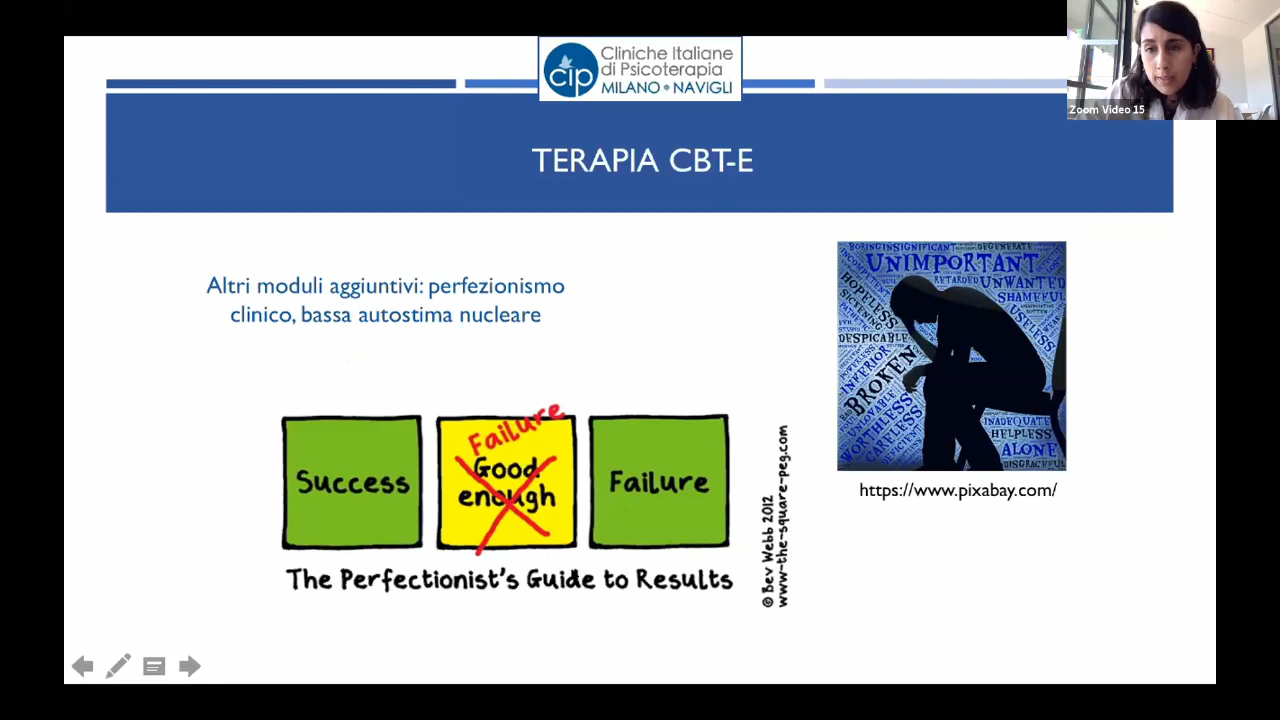 Cliniche Italiane
di Psicoterapia
MILANO • NAVIGLI
cip
Zoom Video 15
TERAPIA CBT-E
Altri moduli aggiuntivi: perfezionismo
clinico, bassa autostima nucleare
BORING INSIGNIFICANT
DEGENERATE
UNIMPORTANT
RETARDED
UNWANTED
SHAMEFUL
HOPELESS
SICKENING
USELESS
DESPICABLE
INFERIOR
BROKEN
UNLOVABLE
WORTHLESS
CARELESS
INADEQUATE
HELPLESS
ALONE
DISGRACEFUL
https://www.pixabay.com/
Success
Failure
Good
enough
Failure
The Perfectionist's Guide to Results
© Bev Webb 2012
www-the-square-peg.com